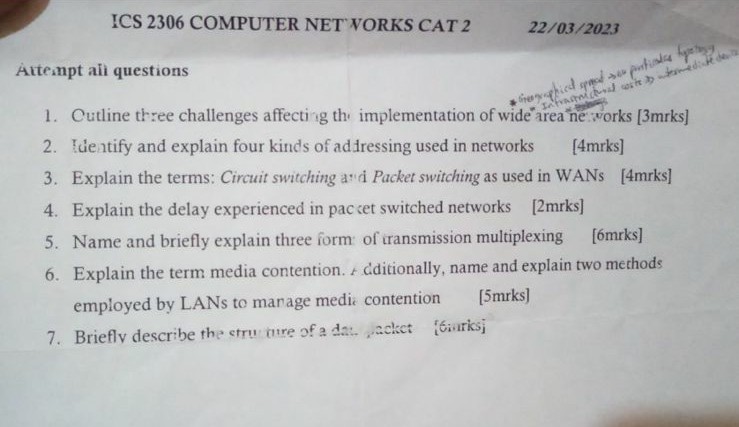 ICS 2306 COMPUTER NETWORKS CAT 2 22/03/2023
Attempt all questions
* Geographical spread
* Infrastructural costs intermediate
1. Outline three challenges affecting the implementation of wide area networks [3mrks]
2. Identify and explain four kinds of addressing used in networks [4mrks]
3. Explain the terms: Circuit switching and Packet switching as used in WANs [4mrks]
4. Explain the delay experienced in packet switched networks [2mrks]
5. Name and briefly explain three form of transmission multiplexing [6mrks]
6. Explain the term media contention. Additionally, name and explain two methods
employed by LANs to manage media contention [5mrks]
7. Briefly describe the structure of a data packet [6mrks]